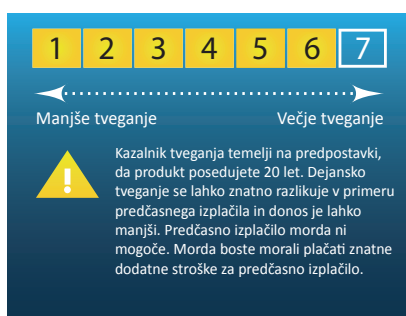 1 2 3 4 5 6 7
Manjše tveganje Večje tveganje
!
Kazalnik tveganja temelji na predpostavki,
da produkt posedujete 20 let. Dejansko
tveganje se lahko znatno razlikuje v primeru
predčasnega izplačila in donos je lahko
manjši. Predčasno izplačilo morda ni
mogoče. Morda boste morali plačati znatne
dodatne stroške za predčasno izplačilo.